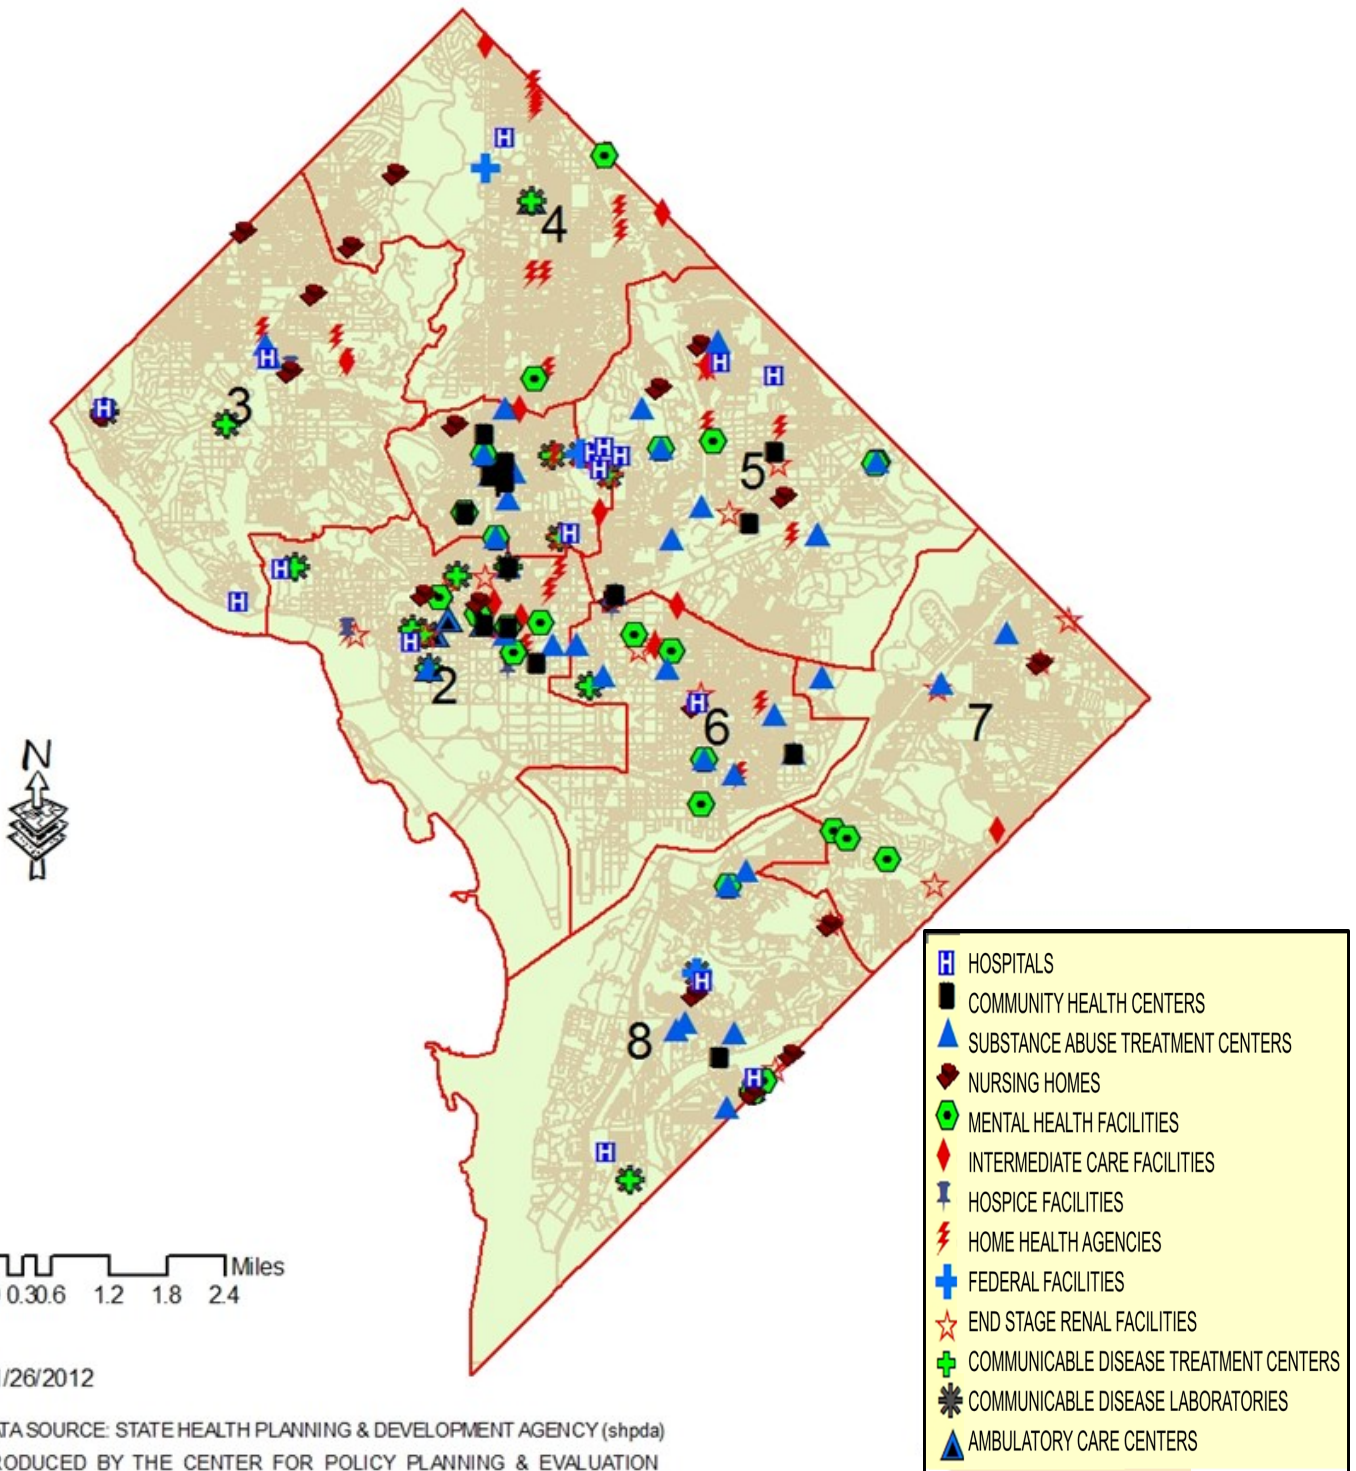 4
3
5
2
6
7
8
N
Miles
0.30.6 1.2 1.8 2.4
/26/2012
ATA SOURCE: STATE HEALTH PLANNING & DEVELOPMENT AGENCY (shpda)
RODUCED BY THE CENTER FOR POLICY PLANNING & EVALUATION
H HOSPITALS
COMMUNITY HEALTH CENTERS
SUBSTANCE ABUSE TREATMENT CENTERS
NURSING HOMES
MENTAL HEALTH FACILITIES
INTERMEDIATE CARE FACILITIES
HOSPICE FACILITIES
HOME HEALTH AGENCIES
FEDERAL FACILITIES
END STAGE RENAL FACILITIES
COMMUNICABLE DISEASE TREATMENT CENTERS
COMMUNICABLE DISEASE LABORATORIES
AMBULATORY CARE CENTERS